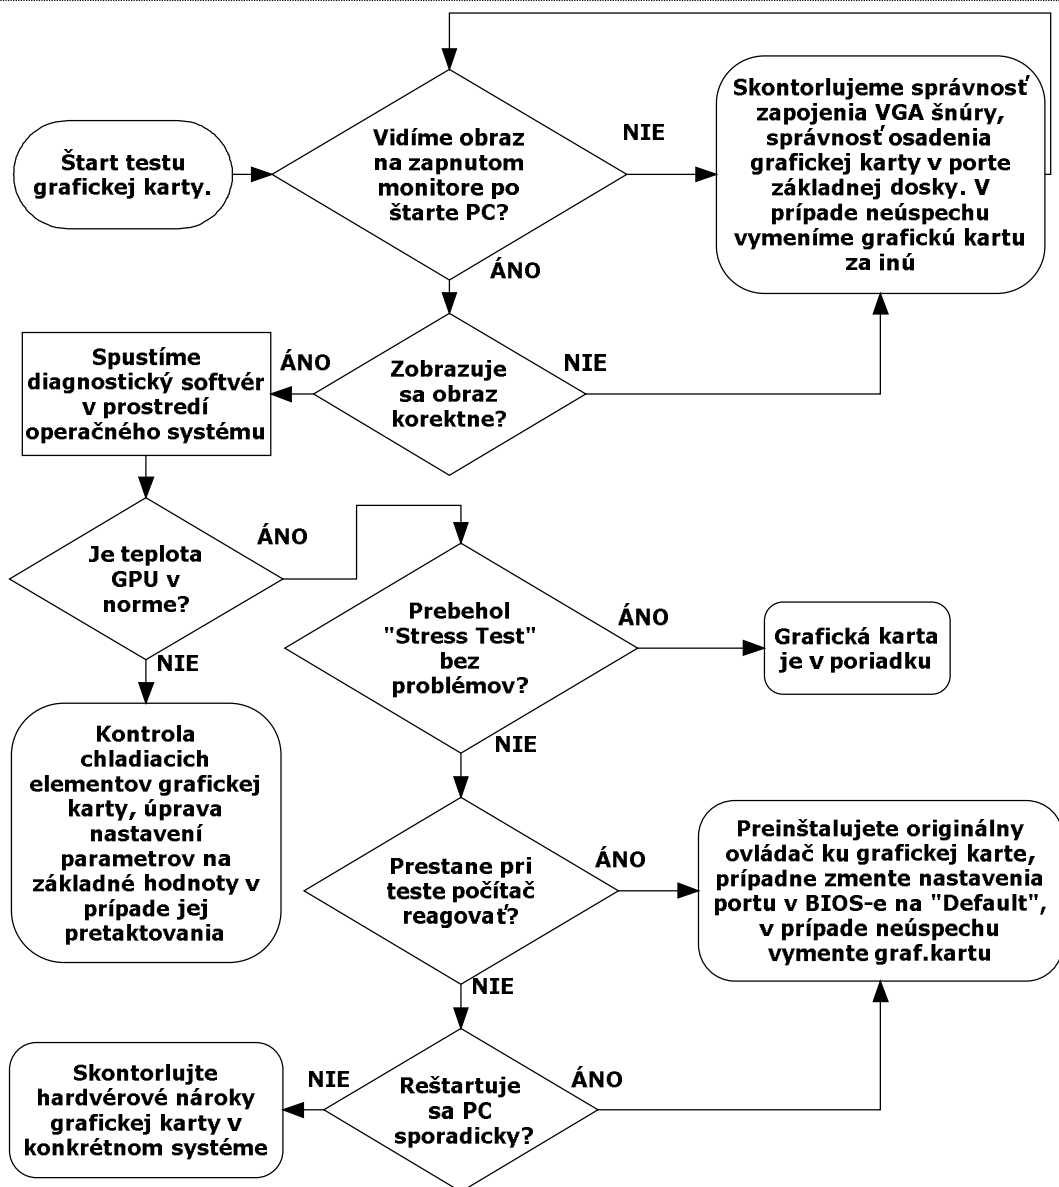 Štart testu
grafickej karty.
Vidíme obraz
na zapnutom
monitore po
štarte PC?
NIE
Skontorlujeme správnosť
zapojenia VGA šnúry,
správnosť osadenia
grafickej karty v porte
základnej dosky. V
prípade neúspechu
vymeníme grafickú kartu
za inú
ÁNO
Zobrazuje
sa obraz
korektne?
NIE
ÁNO
Spustíme
diagnostický softvér
v prostredí
operačného systému
Je teplota
GPU v
norme?
ÁNO
NIE
Kontrola
chladiacich
elementov grafickej
karty, úprava
nastavení
parametrov na
základné hodnoty v
prípade jej
pretaktovania
Prebehol
"Stress Test"
bez
problémov?
ÁNO
Grafická karta
je v poriadku
NIE
Prestane pri
teste počítač
reagovať?
ÁNO
Preinštalujete originálny
ovládač ku grafickej karte,
prípadne zmente nastavenia
portu v BIOS-e na "Default",
v prípade neúspechu
vymente graf.kartu
NIE
Reštartuje
sa PC
sporadicky?
ÁNO
NIE
Skontorlujte
hardvérové nároky
grafickej karty v
konkrétnom systéme